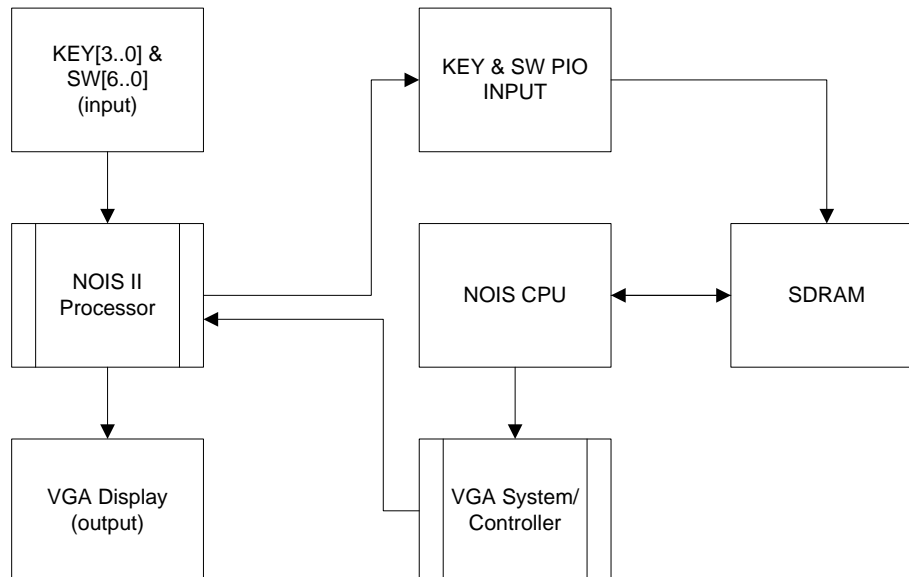 KEY[3..0] &
SW[6..0]
(input)
KEY & SW PIO
INPUT
NOIS II
Processor
NOIS CPU
SDRAM
VGA Display
(output)
VGA System/
Controller